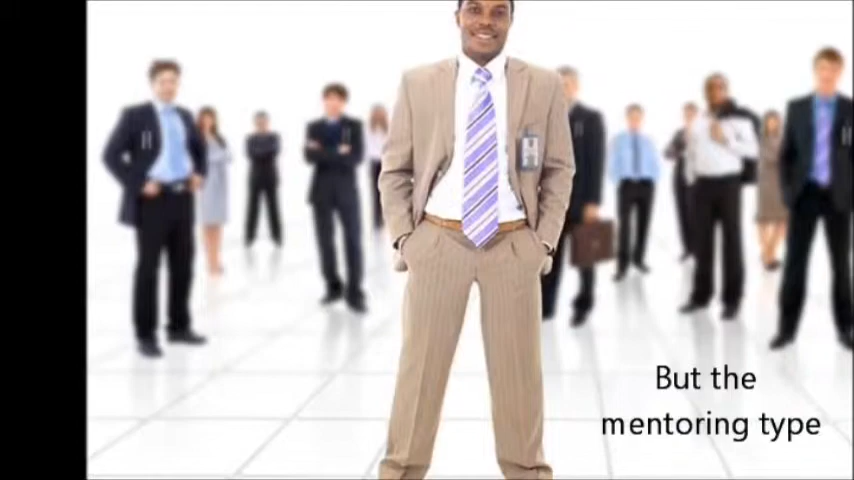 H
But the
mentoring type